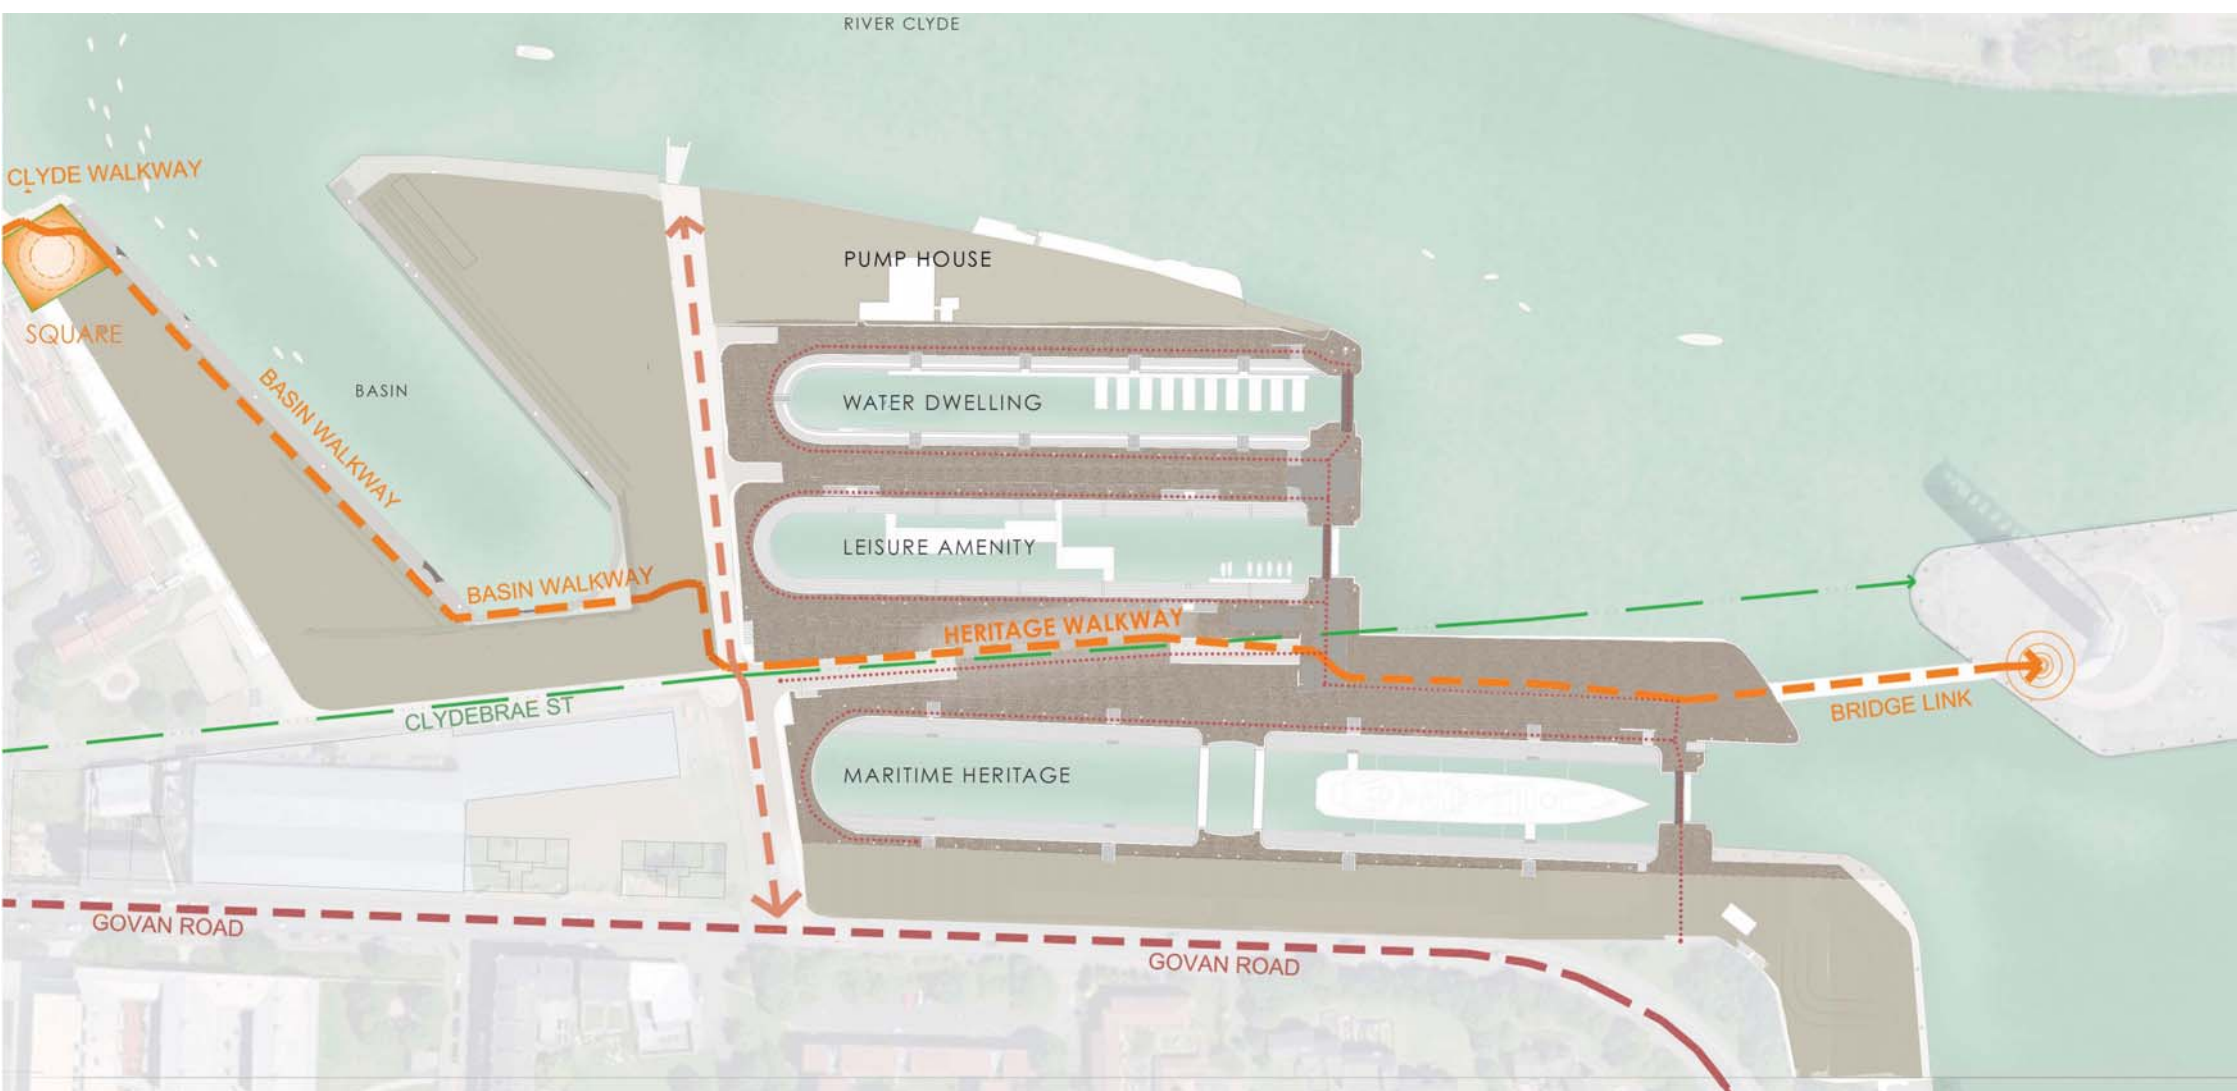 RIVER CLYDE
CLYDE WALKWAY
PUMP HOUSE
SQUARE
BASIN
BASIN WALKWAY
WATER DWELLING
LEISURE AMENITY
BASIN WALKWAY
HERITAGE WALKWAY
CLYDEBRAE ST
BRIDGE LINK
MARITIME HERITAGE
GOVAN ROAD
GOVAN ROAD